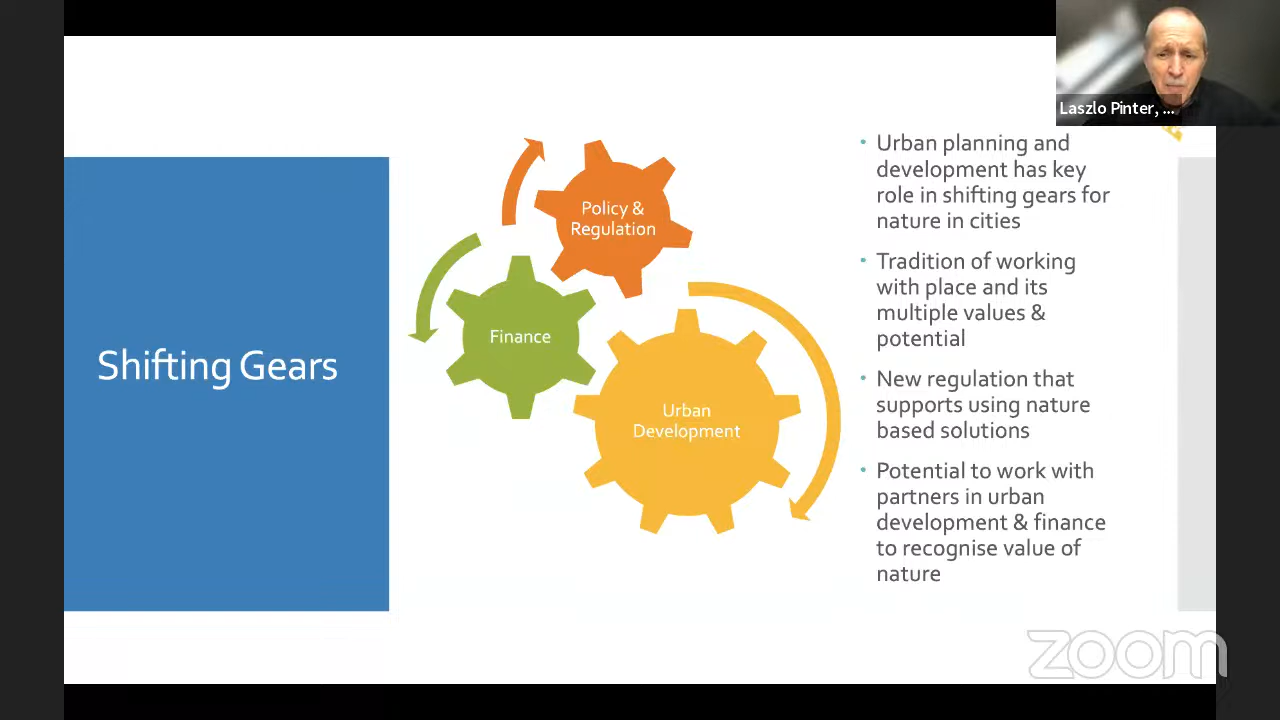 Laszlo Pinter, ...
Shifting Gears
Policy &
Regulation
Finance
Urban
Development
• Urban planning and
development has key
role in shifting gears for
nature in cities
• Tradition of working
with place and its
multiple values &
potential
• New regulation that
supports using nature
based solutions
• Potential to work with
partners in urban
development & finance
to recognise value of
nature
zoom